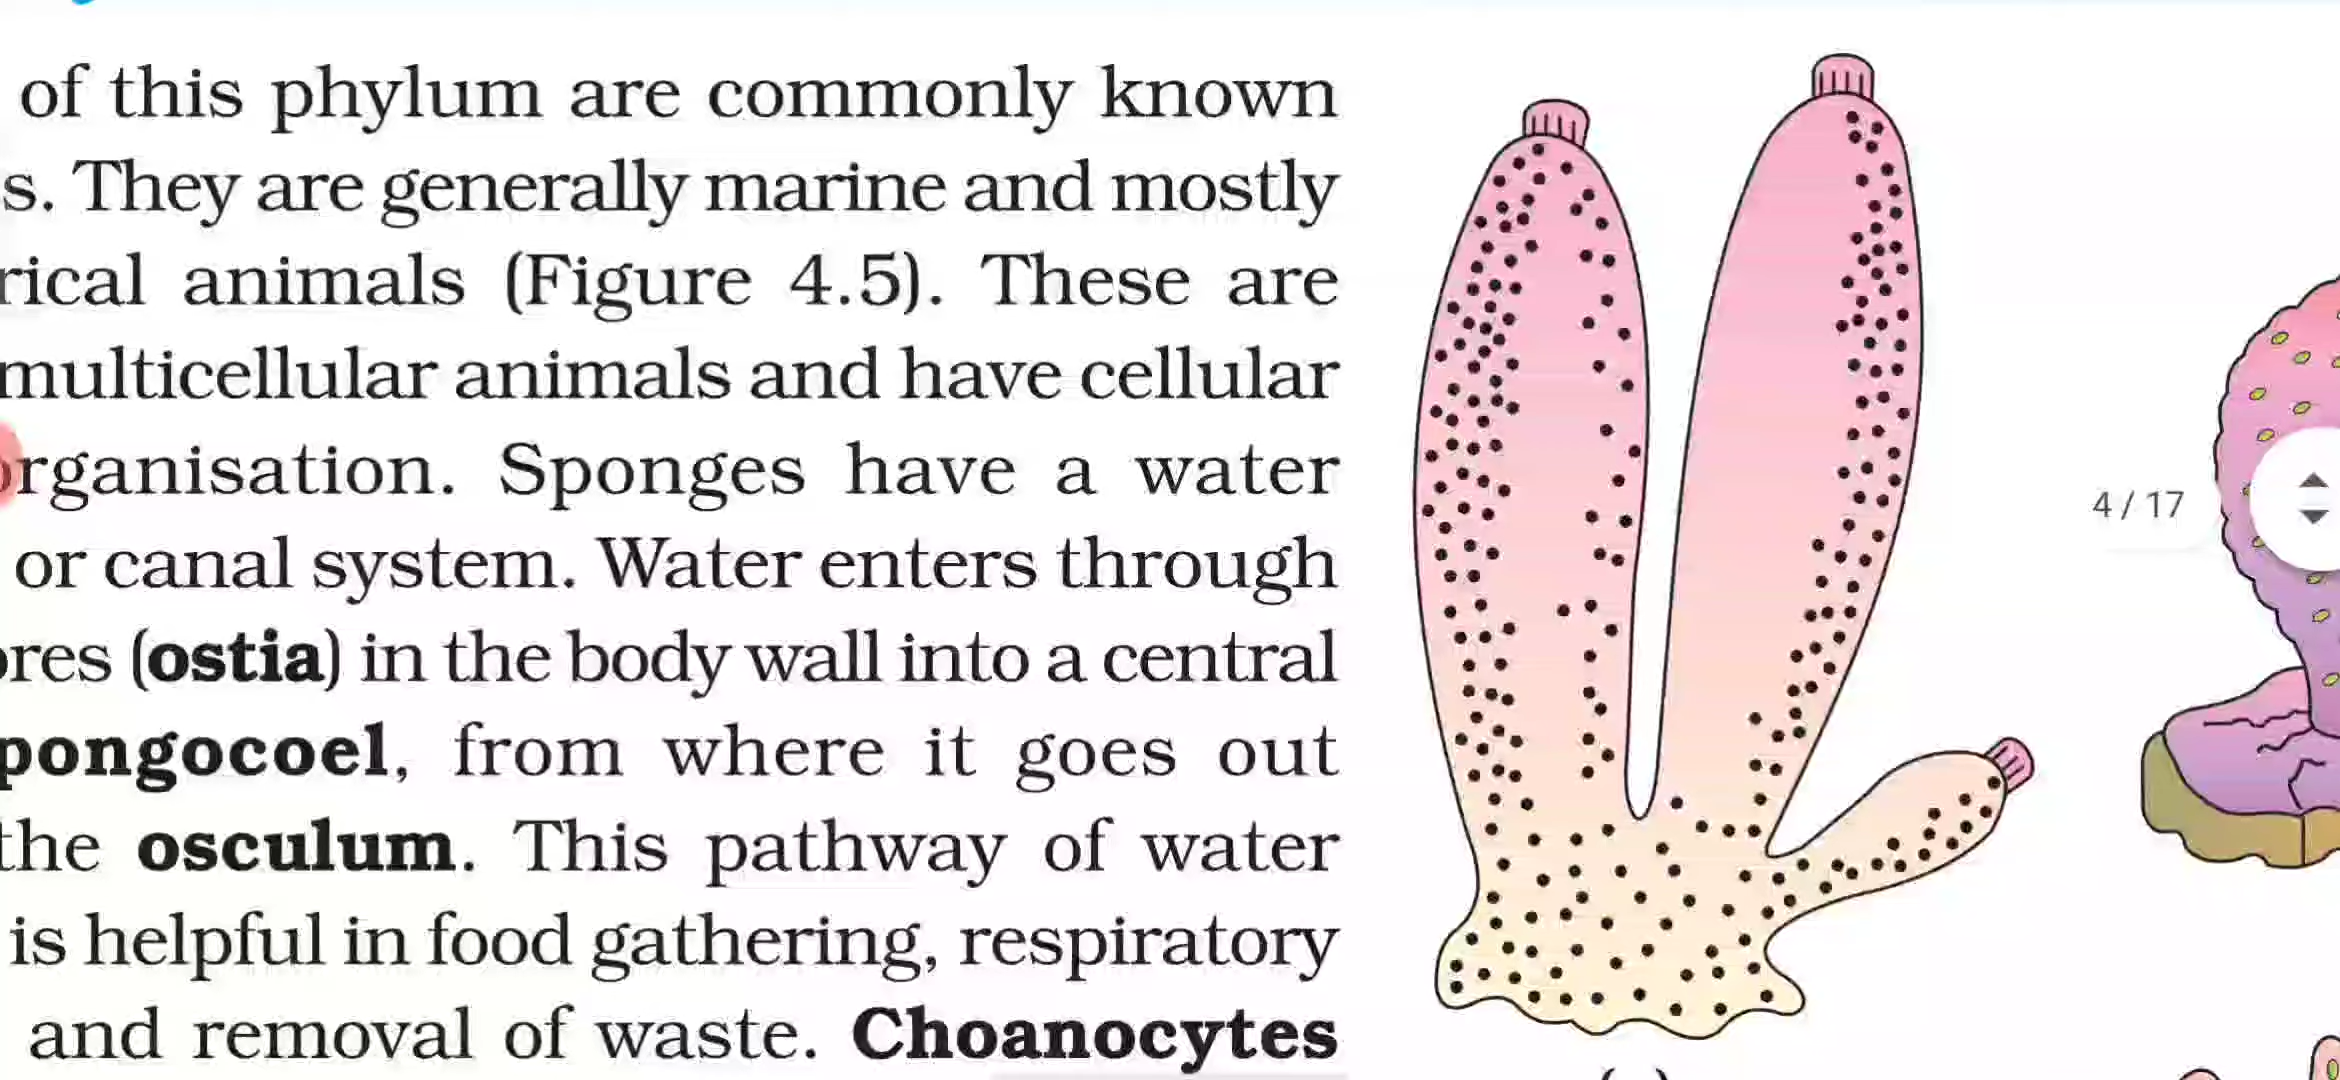 of this phylum are commonly known
s. They are generally marine and mostly
rical animals (Figure 4.5). These are
multicellular animals and have cellular
organisation. Sponges have a water
or canal system. Water enters through
res (ostia) in the body wall into a central
pongocoel, from where it goes out
the osculum. This pathway of water
is helpful in food gathering, respiratory
and removal of waste. Choanocytes
4 / 17